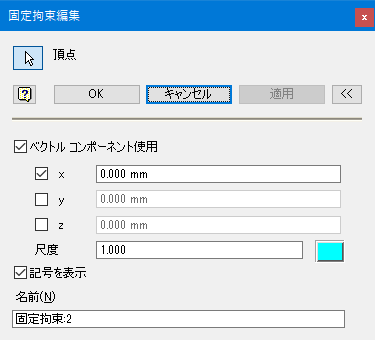 固定拘束編集
x
頂点
?
OK キャンセル 適用 <<
ベクトル コンポーネント使用
x 0.000 mm
y 0.000 mm
z 0.000 mm
尺度 1.000
記号を表示
名前(N)
固定拘束:2